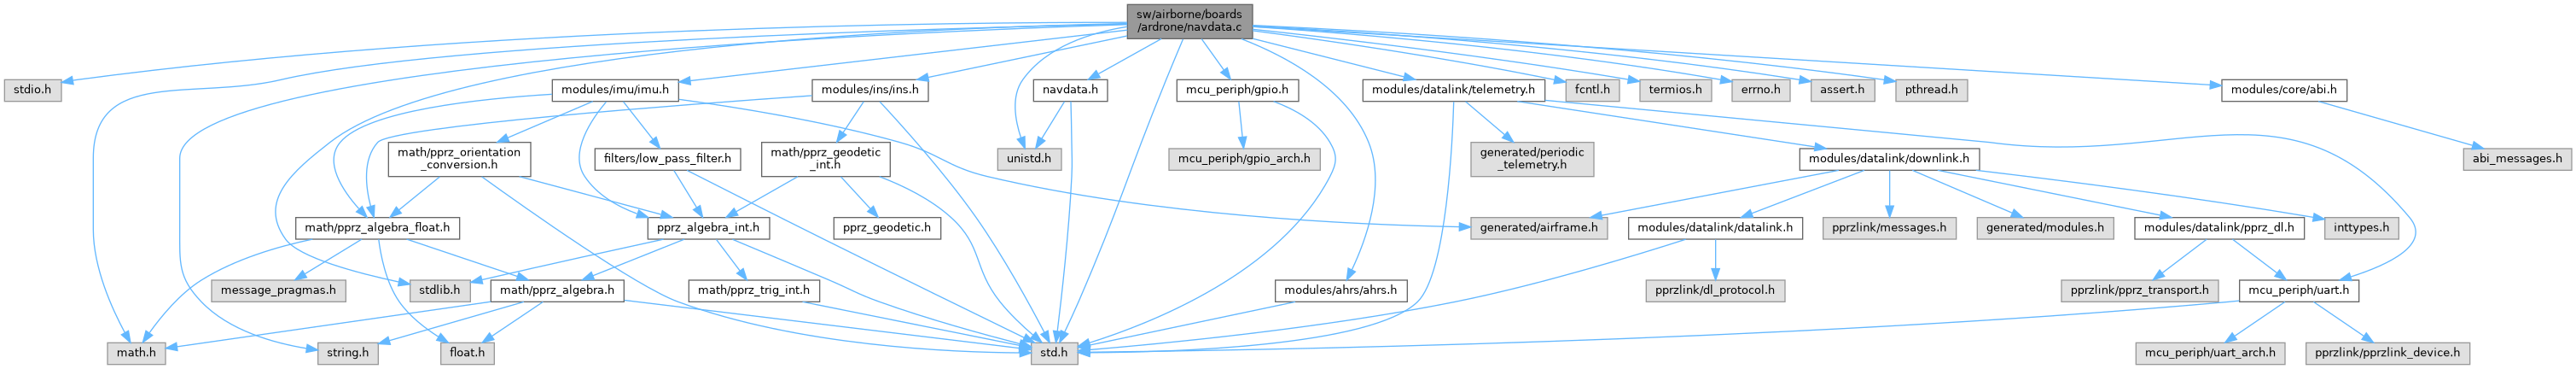 sw/airborne/boards
/ardrone/navdata.c
stdio.h
modules/imu/imu.h
modules/ins/ins.h
navdata.h
mcu_periph/gpio.h
modules/datalink/telemetry.h
fcntl.h
termios.h
errno.h
assert.h
pthread.h
modules/core/abi.h
math/pprz_orientation
_conversion.h
filters/low_pass_filter.h
math/pprz_geodetic
_int.h
unistd.h
mcu_periph/gpio_arch.h
generated/periodic
_telemetry.h
modules/datalink/downlink.h
abi_messages.h
math/pprz_algebra_float.h
pprz_algebra_int.h
pprz_geodetic.h
generated/airframe.h
modules/datalink/datalink.h
pprzlink/messages.h
generated/modules.h
modules/datalink/pprz_dl.h
inttypes.h
message_pragmas.h
stdlib.h
math/pprz_algebra.h
math/pprz_trig_int.h
modules/ahrs/ahrs.h
pprzlink/dl_protocol.h
pprzlink/pprz_transport.h
mcu_periph/uart.h
math.h
string.h
float.h
std.h
mcu_periph/uart_arch.h
pprzlink/pprzlink_device.h